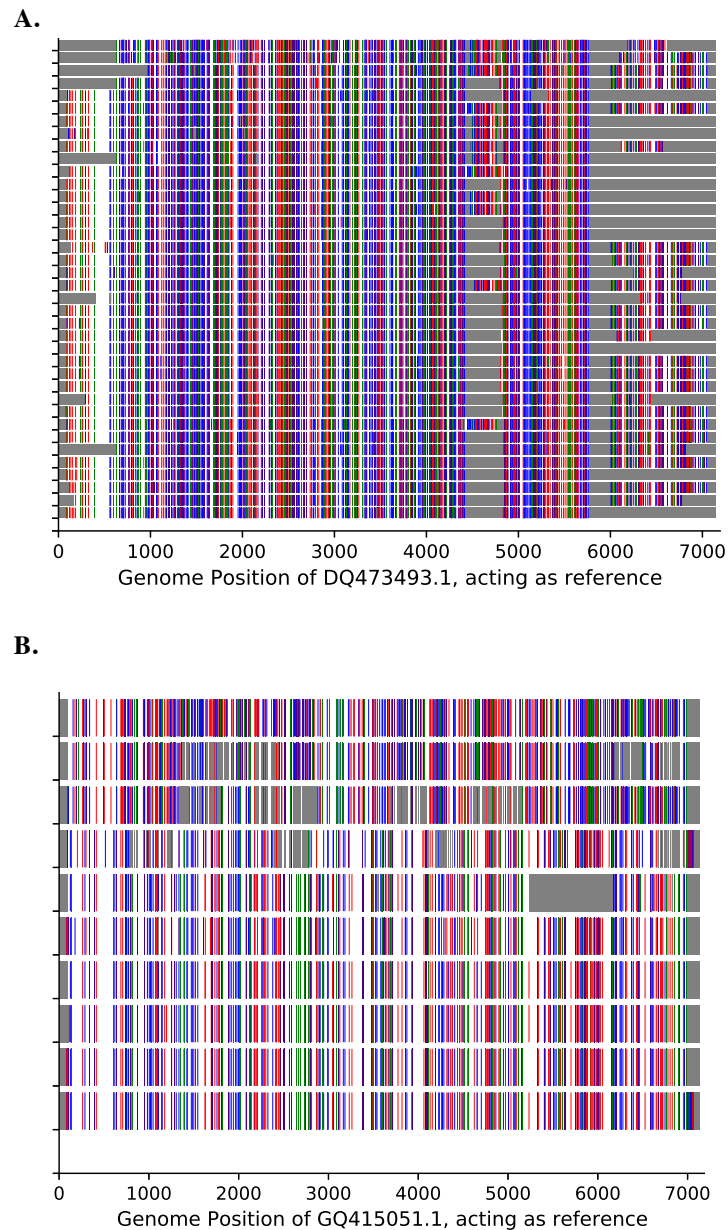 A.
0 1000 2000 3000 4000 5000 6000 7000
Genome Position of DQ473493.1, acting as reference
B.
0 1000 2000 3000 4000 5000 6000 7000
Genome Position of GQ415051.1, acting as reference